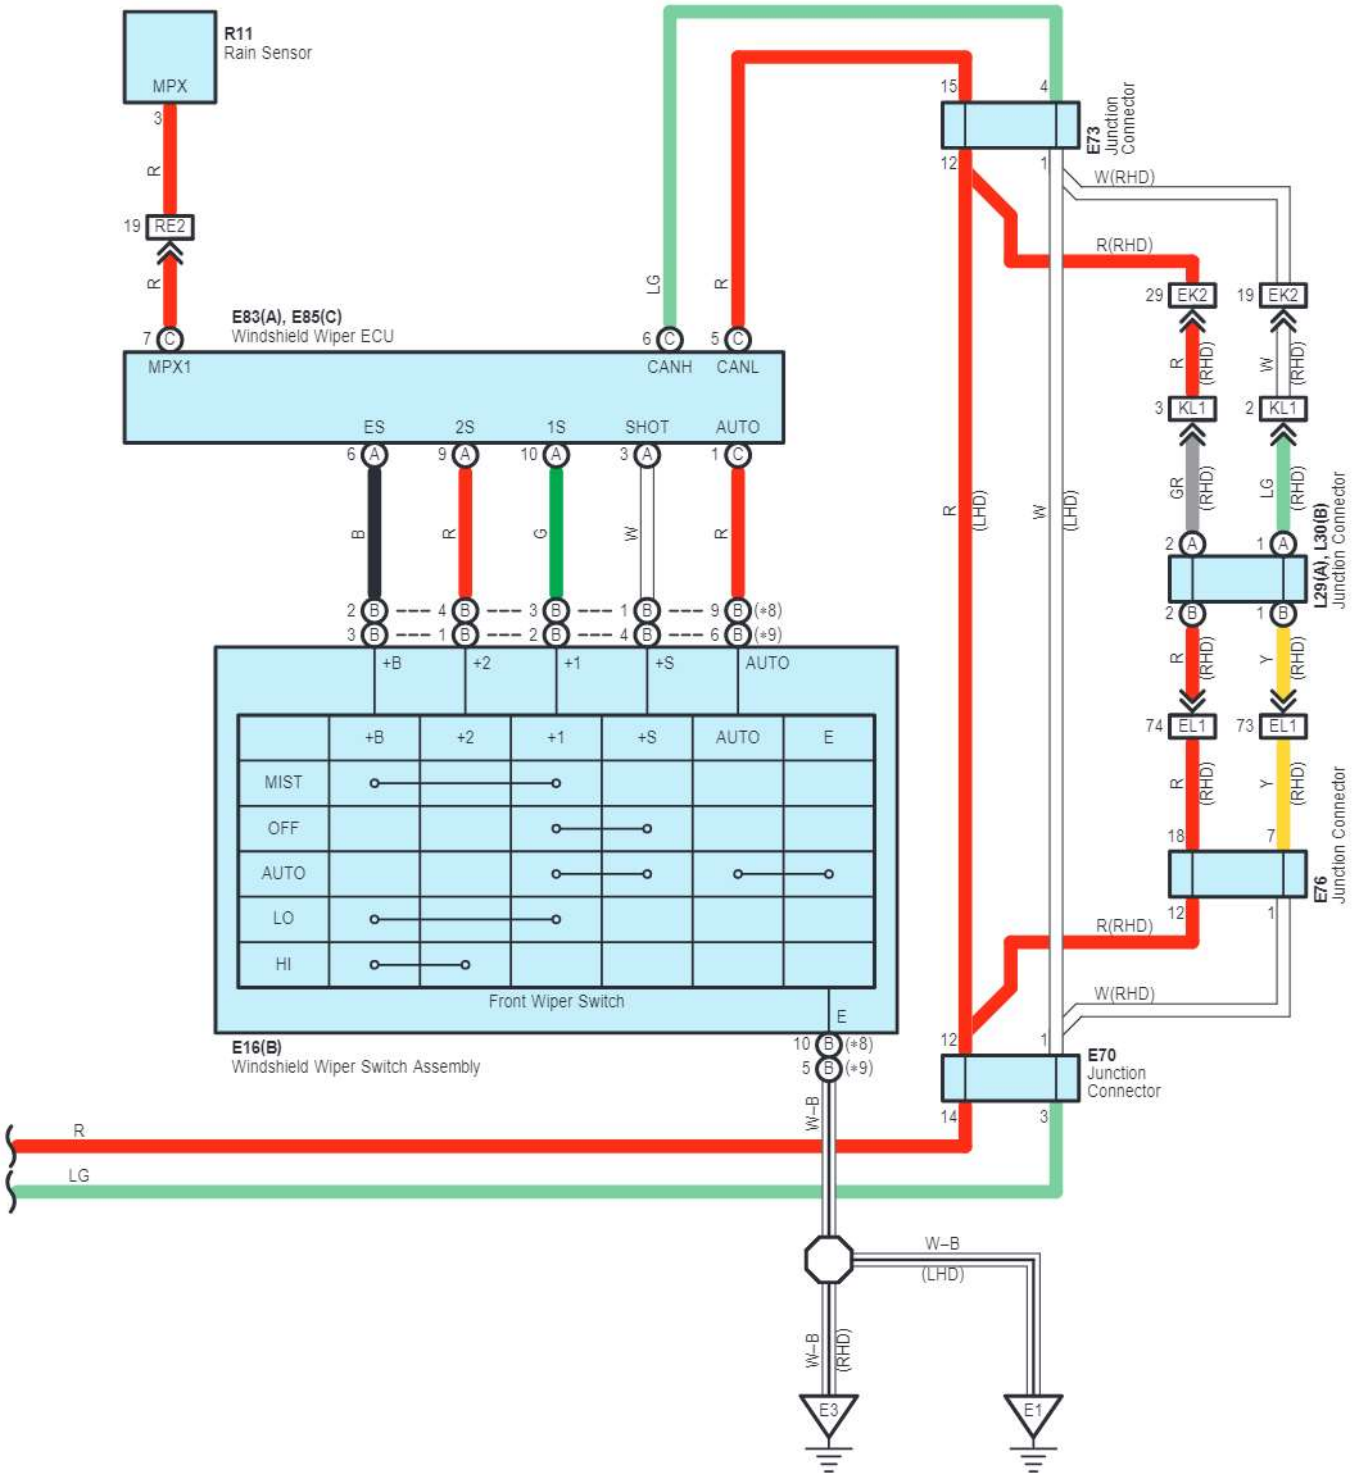 R11
Rain Sensor
MPX
3
R
19 RE2
R
E83(A), E85(C)
Windshield Wiper ECU
7 C
LG
R
6 C
5 C
MPX1
CANH
CANL
ES
2S
1S
SHOT
AUTO
6 A
9 A
10 A
3 A
1 C
B
R
G
W
R
2 B
4 B
3 B
1 B
9 B (*8)
3 B
1 B
2 B
4 B
6 B (*9)
+B
+2
+1
+S
AUTO
+B +2 +1 +S AUTO E
MIST
OFF
AUTO
LO
HI
Front Wiper Switch
E
E16(B)
Windshield Wiper Switch Assembly
10 B (*8)
5 B (*9)
W–B
R
LG
W–B
(LHD)
W–B
(RHD)
E3
E1
15
4
E73
Junction
Connector
12
1
W(RHD)
R(RHD)
29 EK2
19 EK2
R
(RHD)
W
(RHD)
3 KL1
2 KL1
GR
(RHD)
LG
(RHD)
2 A
1 A
L29(A), L30(B)
Junction Connector
2 B
1 B
R
(RHD)
Y
(RHD)
74 EL1
73 EL1
R
(RHD)
Y
(RHD)
18
7
E76
Junction Connector
12
1
R(RHD)
W(RHD)
R
(LHD)
W
(LHD)
12
1
E70
Junction
Connector
14
3